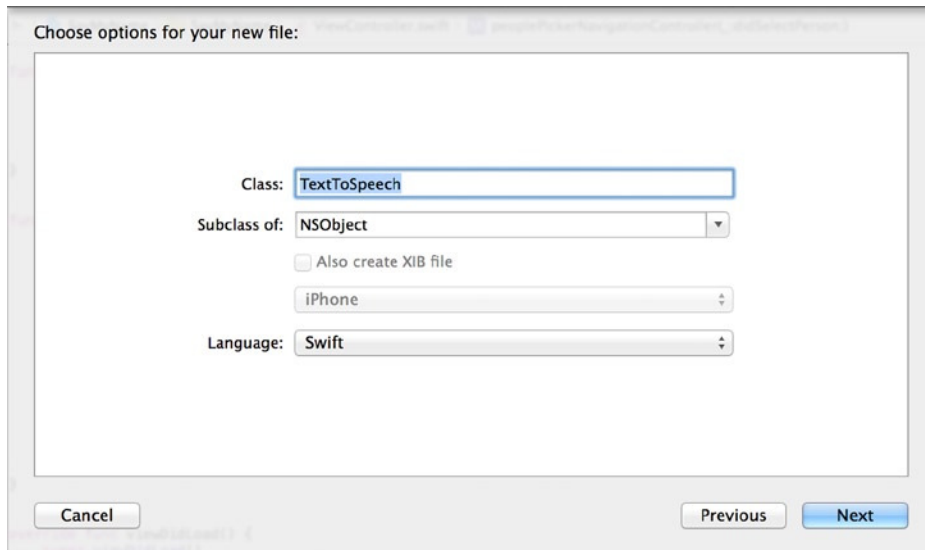 Choose options for your new file:
Class: TextToSpeech
Subclass of: NSObject
Also create XIB file
iPhone
Language: Swift
Cancel Previous Next